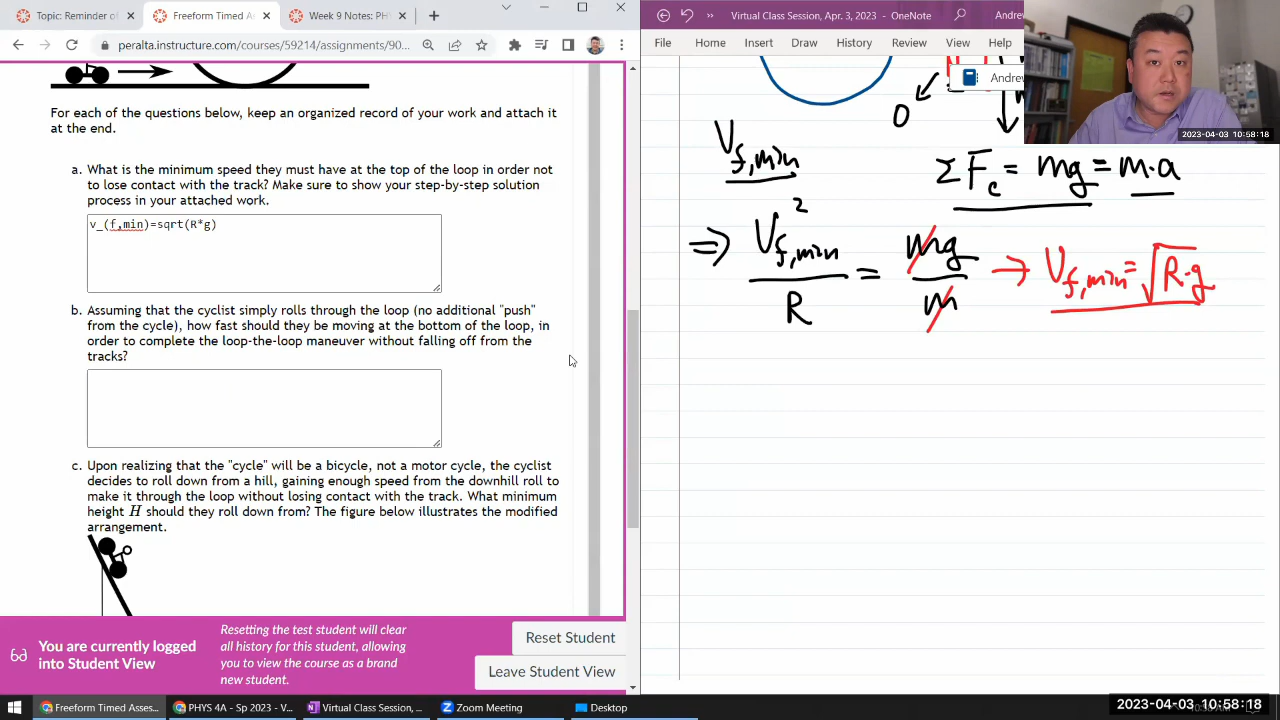 Topic: Reminder of
Freeform Timed As
Week 9 Notes: PHY
peralta.instructure.com/courses/59214/assignments/90...
For each of the questions below, keep an organized record of your work and attach it
at the end.
a. What is the minimum speed they must have at the top of the loop in order not
to lose contact with the track? Make sure to show your step-by-step solution
process in your attached work.
v_(f,min)=sqrt(R*g)
b. Assuming that the cyclist simply rolls through the loop (no additional "push"
from the cycle), how fast should they be moving at the bottom of the loop, in
order to complete the loop-the-loop maneuver without falling off from the
tracks?
c. Upon realizing that the "cycle" will be a bicycle, not a motor cycle, the cyclist
decides to roll down from a hill, gaining enough speed from the downhill roll to
make it through the loop without losing contact with the track. What minimum
height H should they roll down from? The figure below illustrates the modified
arrangement.
You are currently logged
into Student View
Resetting the test student will clear
all history for this student, allowing
you to view the course as a brand
new student.
Reset Student
Leave Student View
Virtual Class Session, Apr. 3, 2023 - OneNote
Andre
File Home Insert Draw History Review View Help
Andrew
2023-04-03 10:58:18
0
V_{f,min}
ΣF_c = mg = m·a
⇒ V_{f,min}^2 / R = mg / m → V_{f,min} = √R·g
Freeform Timed Asses...
PHYS 4A - Sp 2023 - V...
Virtual Class Session, ...
Zoom Meeting
Desktop
2023-04-03 10:58:18